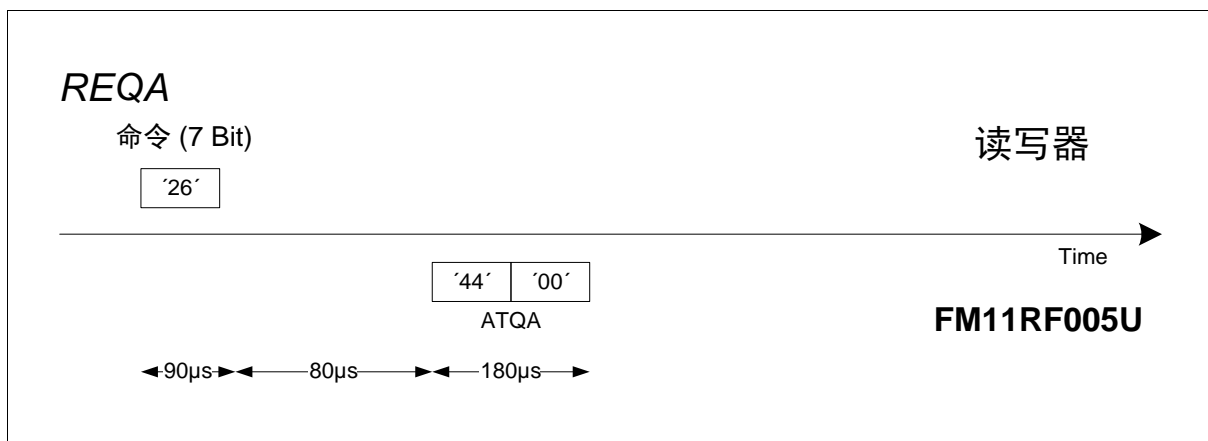 REQA
命令 (7 Bit)
读写器
´26´
Time
´44´ ´00´
ATQA
FM11RF005U
90µs 80µs 180µs